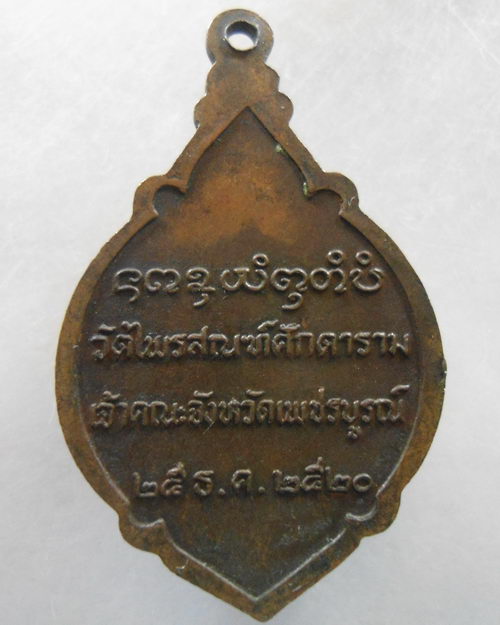 วัดไพรสณฑ์ศักดาราม
เจ้าคณะจังหวัดเพชรบูรณ์
๒๕ ธ.ค. ๒๕๒๐